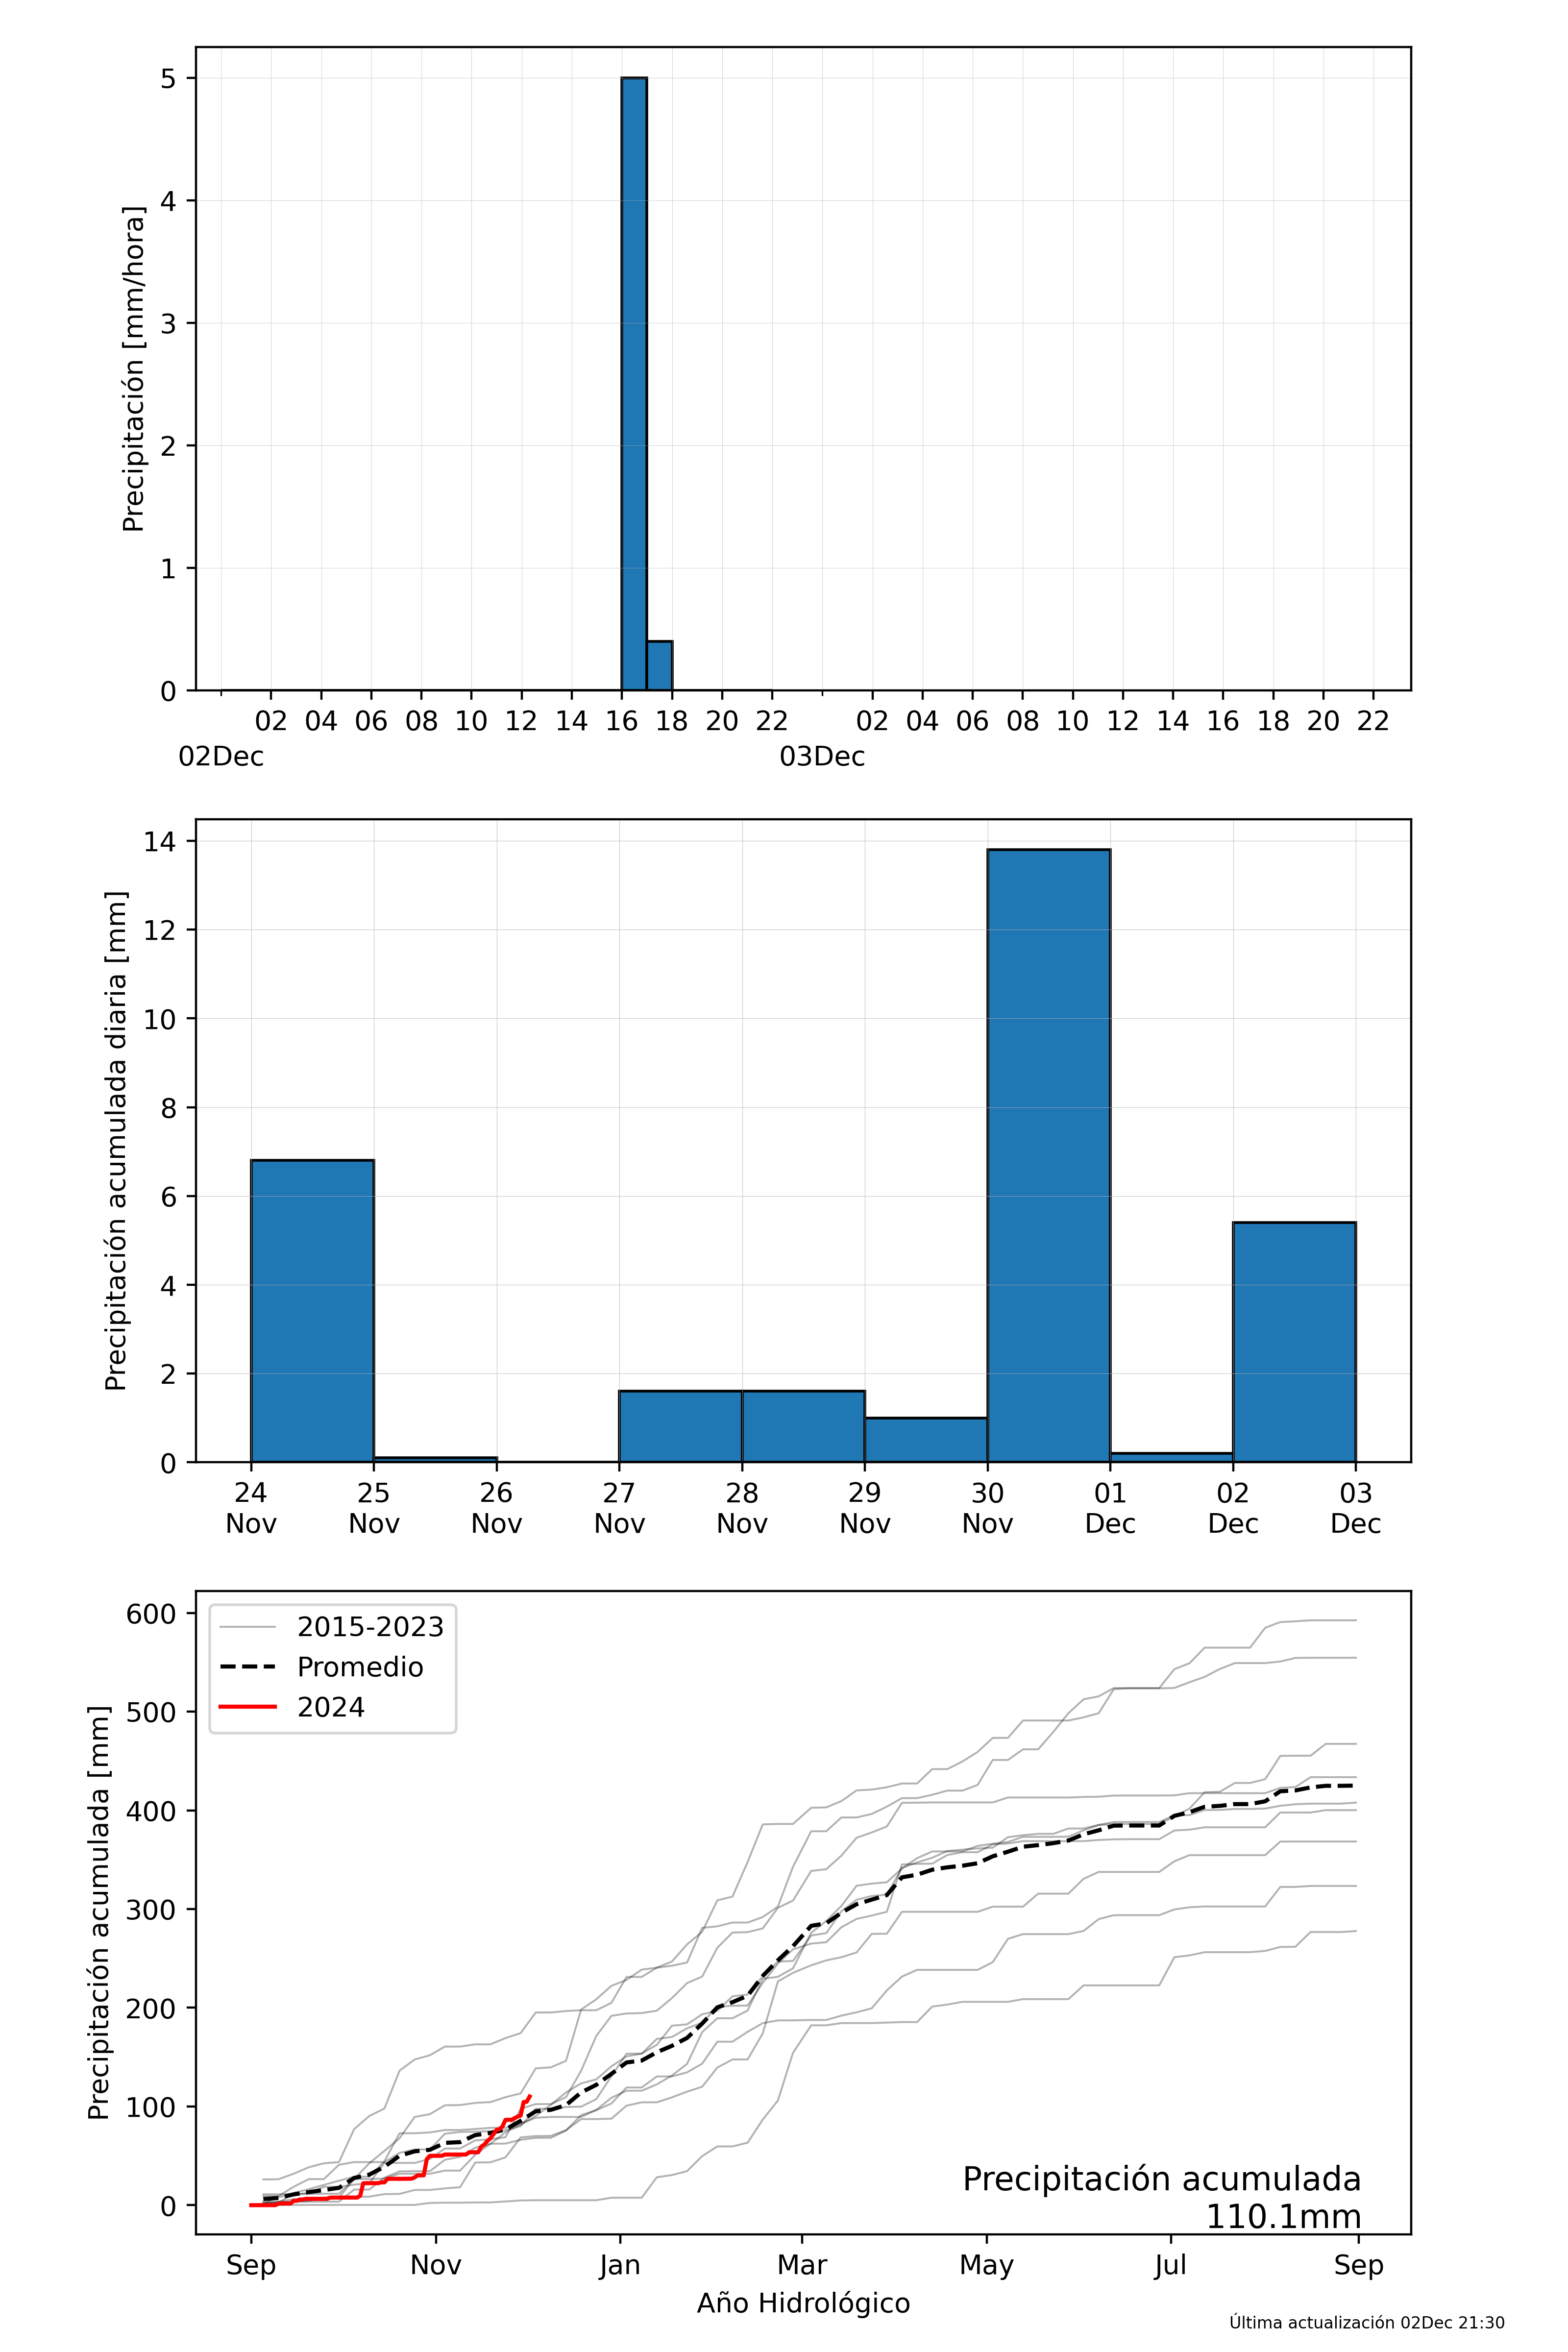 Precipitación [mm/hora]
5
4
3
2
1
0
02 04 06 08 10 12 14 16 18 20 22 02 04 06 08 10 12 14 16 18 20 22
02Dec 03Dec
Precipitación acumulada diaria [mm]
14
12
10
8
6
4
2
0
24 25 26 27 28 29 30 01 02 03
Nov Nov Nov Nov Nov Nov Nov Dec Dec Dec
Precipitación acumulada [mm]
600
500
400
300
200
100
0
2015-2023
Promedio
2024
Precipitación acumulada
110.1mm
Sep Nov Jan Mar May Jul Sep
Año Hidrológico
Última actualización 02Dec 21:30